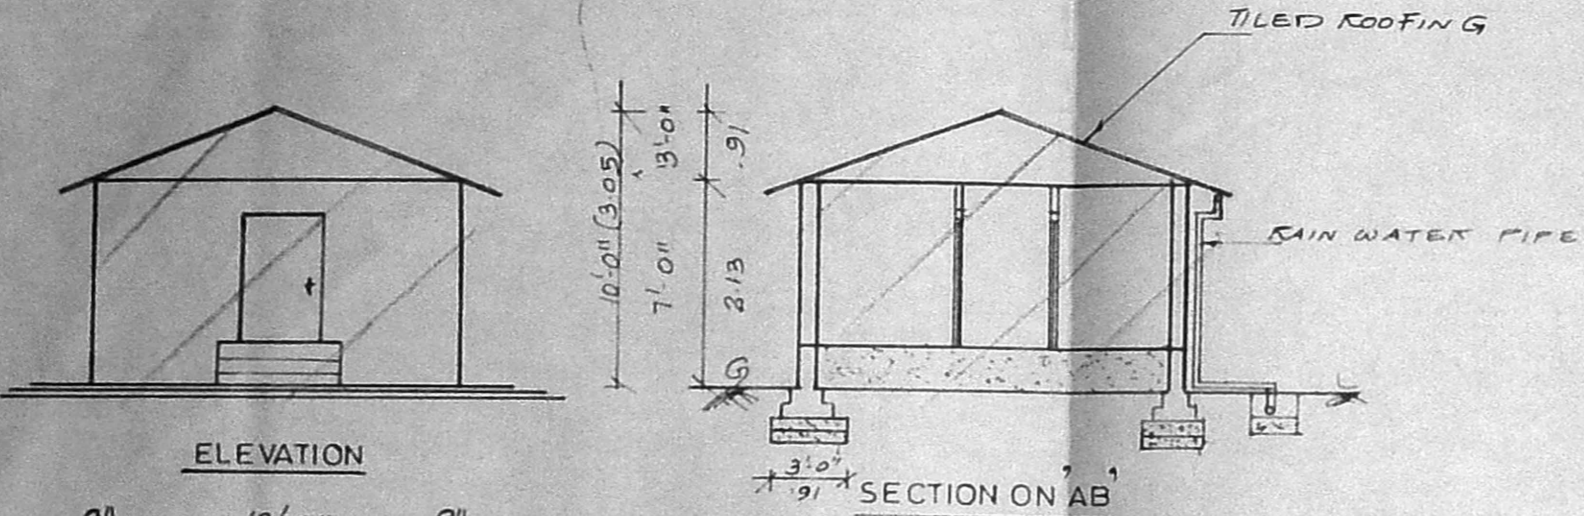 TILED ROOFING
10'-0" (3.05)
3'-0"
.91
7'-0"
2.13
RAIN WATER PIPE
G
L
ELEVATION
3'-0"
.91
SECTION ON 'AB'